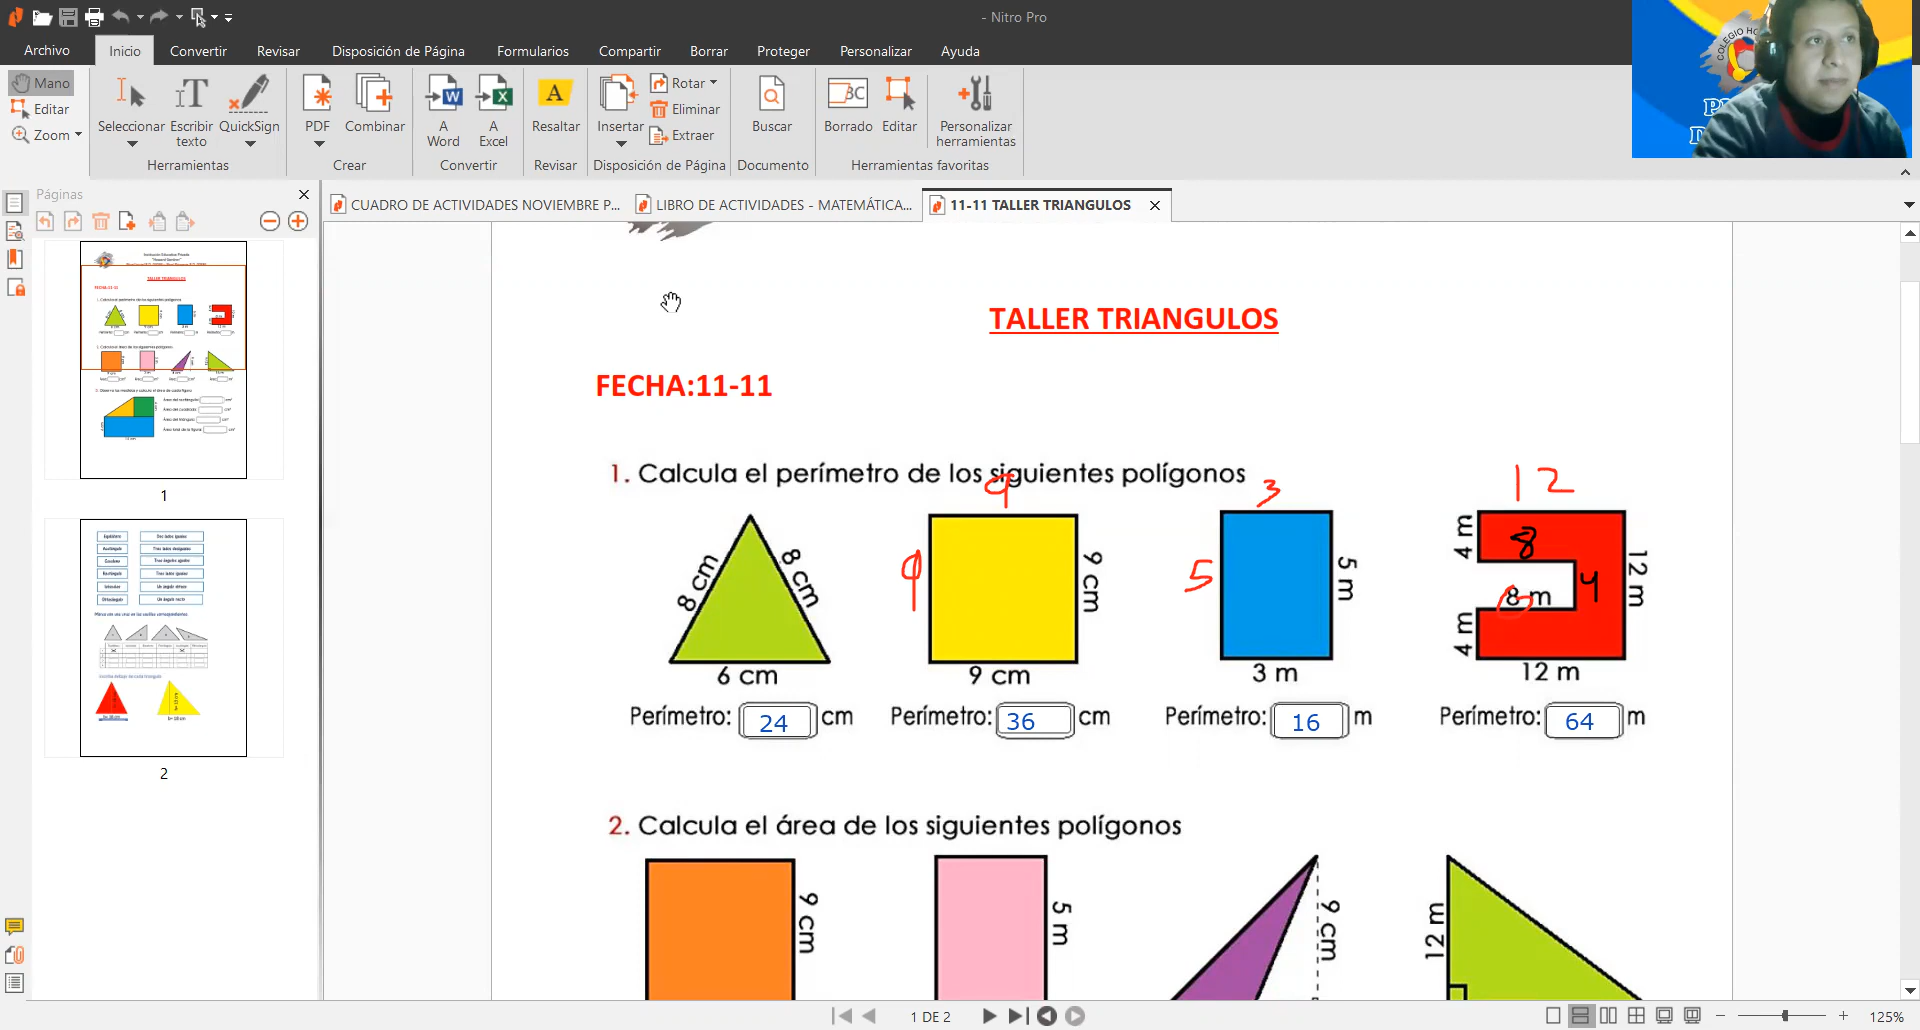 - Nitro Pro
Archivo Inicio Convertir Revisar Disposición de Página Formularios Compartir Borrar Proteger Personalizar Ayuda
Mano
Editar
Zoom
Seleccionar
Escribir texto
QuickSign
Herramientas
PDF
Combinar
Crear
A Word
A Excel
Convertir
Resaltar
Revisar
Insertar
Rotar
Eliminar
Extraer
Disposición de Página
Buscar
Documento
Borrado
Editar
Personalizar herramientas
Herramientas favoritas
Páginas
CUADRO DE ACTIVIDADES NOVIEMBRE P...
LIBRO DE ACTIVIDADES - MATEMÁTICA...
11-11 TALLER TRIANGULOS
1
2
TALLER TRIANGULOS
FECHA:11-11
1. Calcula el perímetro de los siguientes polígonos
8 cm 8 cm 6 cm
9 9 9 cm 9 cm
3 5 5 m 3 m
12 4 m 8 4 8 m 12 m 4 m 12 m
Perímetro: 24 cm Perímetro: 36 cm Perímetro: 16 m Perímetro: 64 m
2. Calcula el área de los siguientes polígonos
9 cm 5 m 9 cm 12 m
1 DE 2
125%